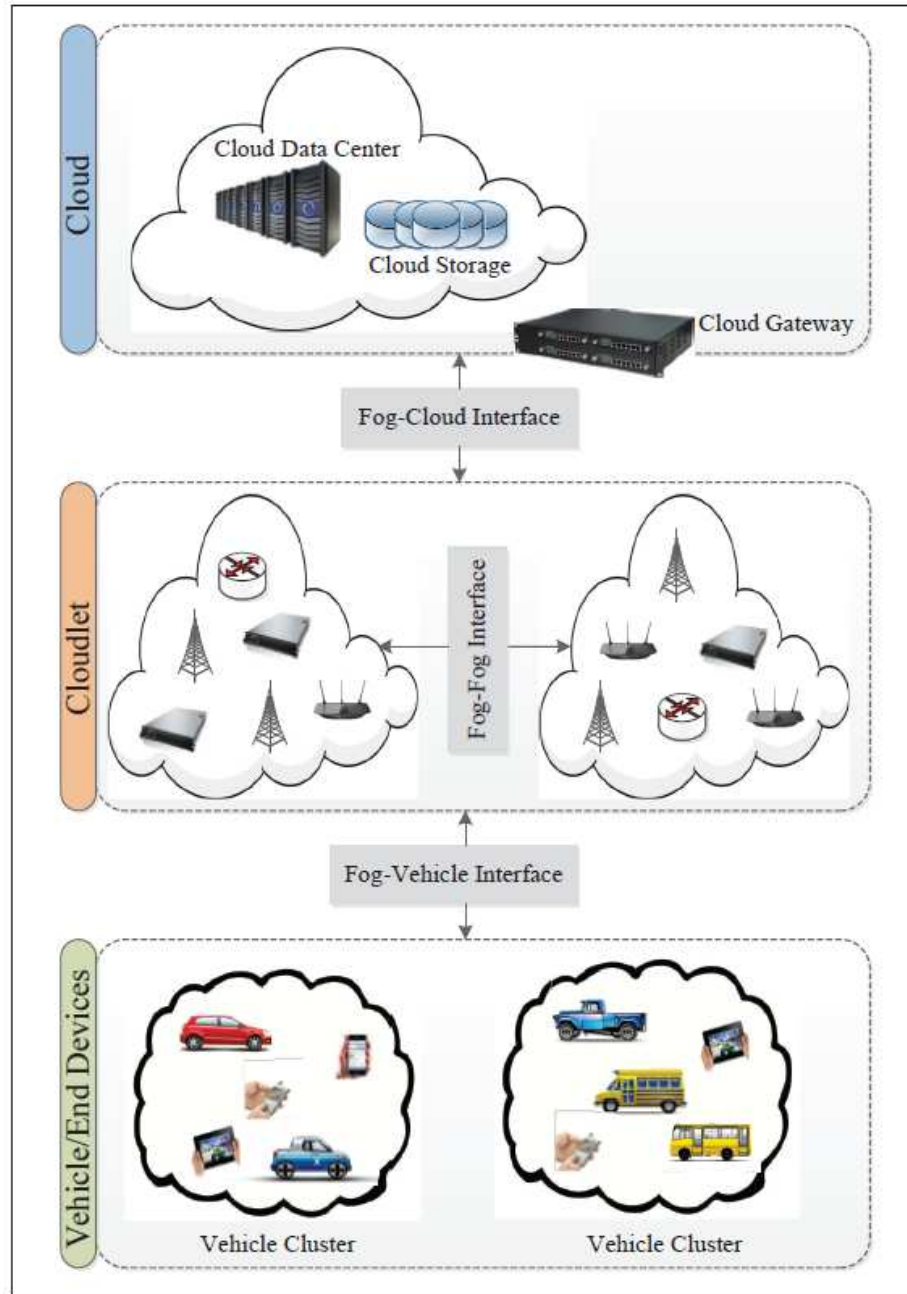 Cloud
Cloud Data Center
Cloud Storage
Cloud Gateway
Fog-Cloud Interface
Cloudlet
Fog-Fog Interface
Fog-Vehicle Interface
Vehicle/End Devices
Vehicle Cluster
Vehicle Cluster